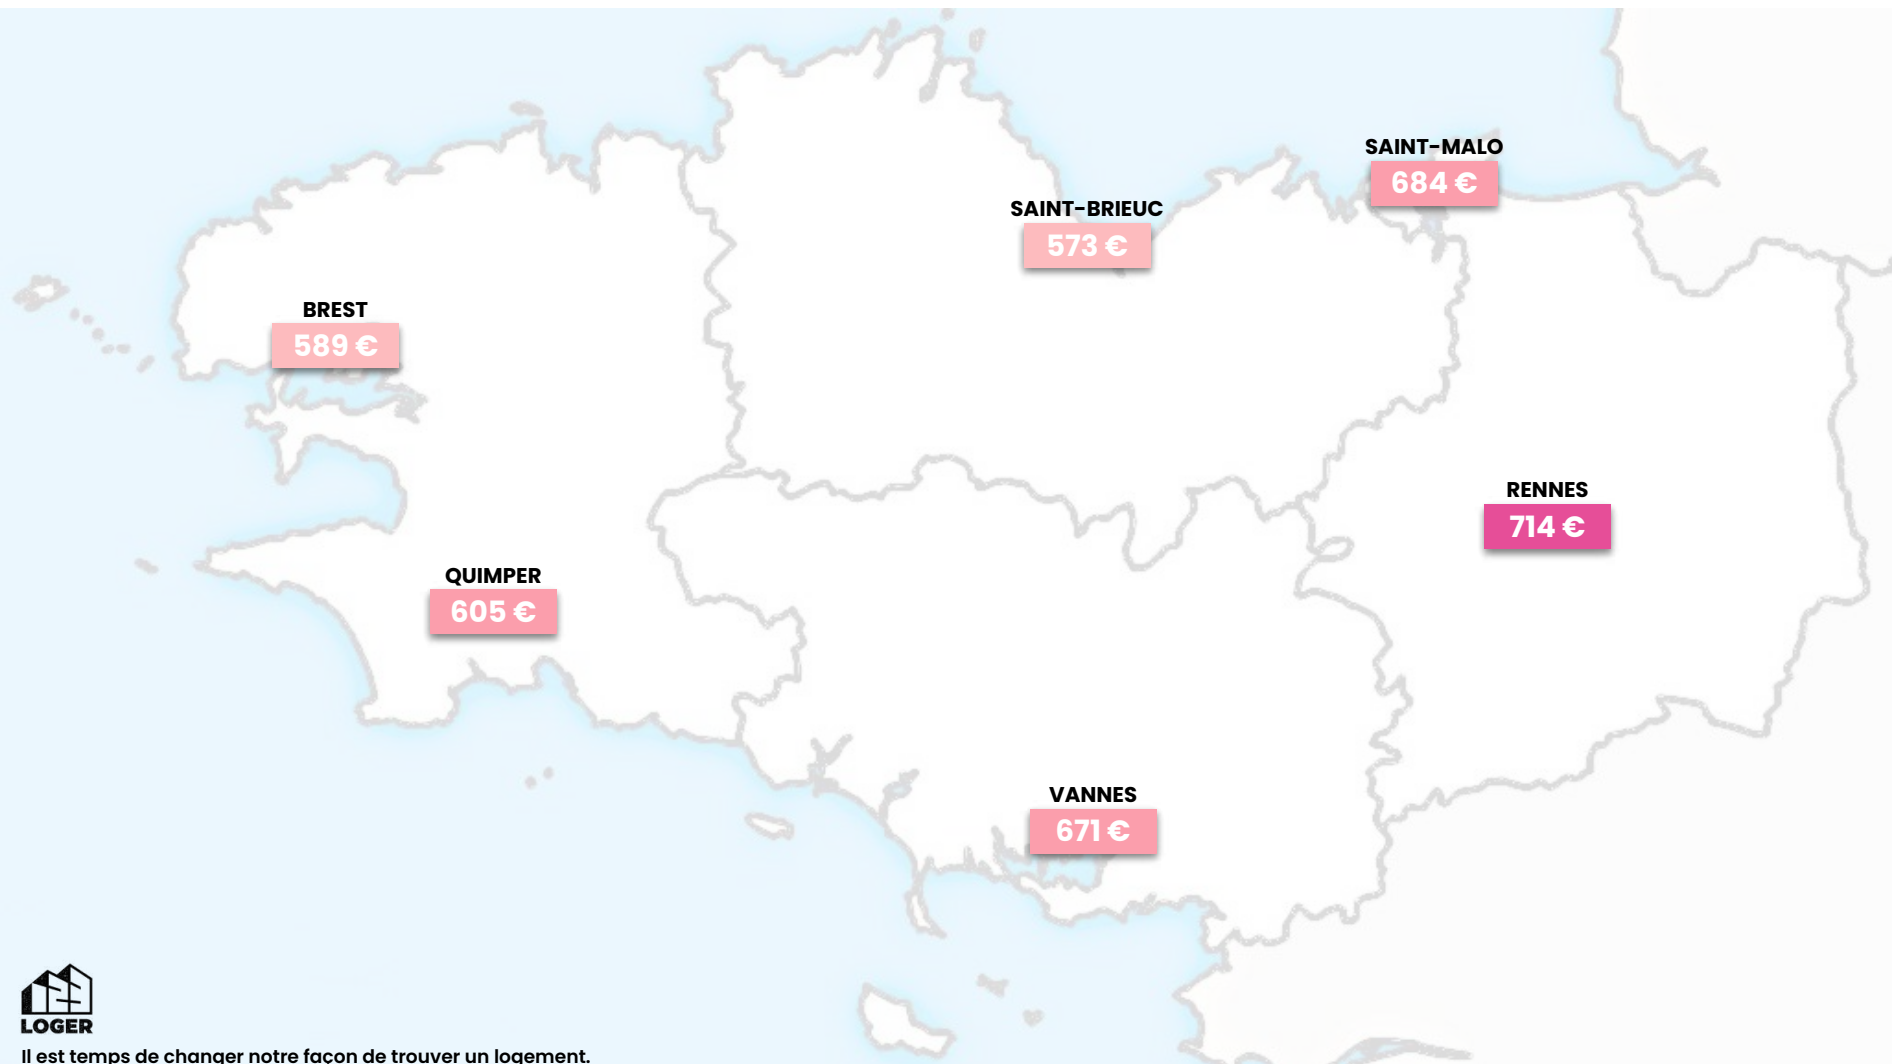 SAINT-MALO
684 €
SAINT-BRIEUC
573 €
BREST
589 €
RENNES
714 €
QUIMPER
605 €
VANNES
671 €
LOGER
Il est temps de changer notre façon de trouver un logement.